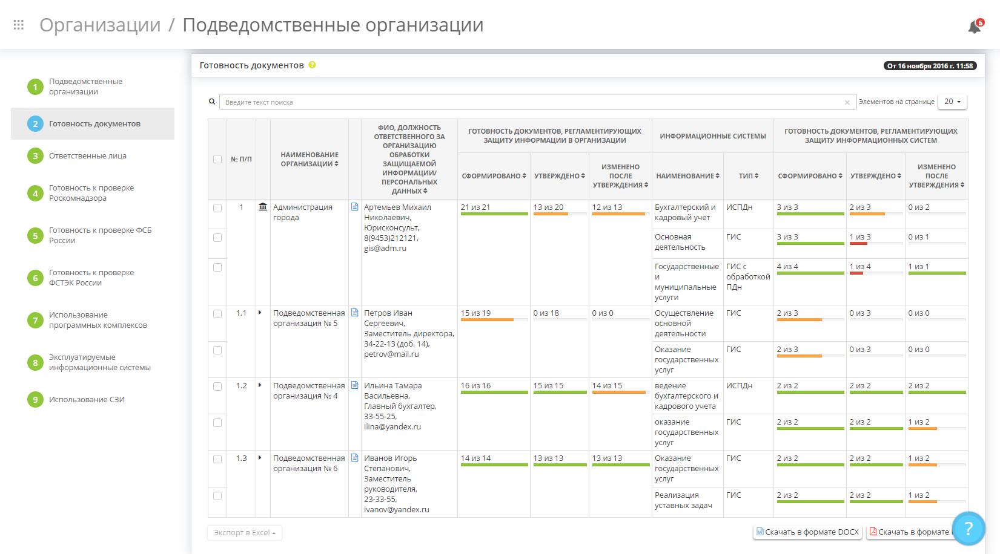 Организации / Подведомственные организации
5
1
Подведомственные
организации
2
Готовность документов
3
Ответственные лица
4
Готовность к проверке
Роскомнадзора
5
Готовность к проверке ФСБ
России
6
Готовность к проверке
ФСТЭК России
7
Использование
программных комплексов
8
Эксплуатируемые
информационные системы
9
Использование СЗИ
Готовность документов ?
От 16 ноября 2016 г. 11:58
Введите текст поиска
×
Элементов на странице
20
№ П/П
НАИМЕНОВАНИЕ
ОРГАНИЗАЦИИ
ФИО, ДОЛЖНОСТЬ
ОТВЕТСТВЕННОГО ЗА
ОРГАНИЗАЦИЮ
ОБРАБОТКИ
ЗАЩИЩАЕМОЙ
ИНФОРМАЦИИ/
ПЕРСОНАЛЬНЫХ
ДАННЫХ
ГОТОВНОСТЬ ДОКУМЕНТОВ, РЕГЛАМЕНТИРУЮЩИХ
ЗАЩИТУ ИНФОРМАЦИИ В ОРГАНИЗАЦИИ
ИНФОРМАЦИОННЫЕ СИСТЕМЫ
ГОТОВНОСТЬ ДОКУМЕНТОВ, РЕГЛАМЕНТИРУЮЩИХ
ЗАЩИТУ ИНФОРМАЦИОННЫХ СИСТЕМ
СФОРМИРОВАНО
УТВЕРЖДЕНО
ИЗМЕНЕНО
ПОСЛЕ
УТВЕРЖДЕНИЯ
НАИМЕНОВАНИЕ
ТИП
СФОРМИРОВАНО
УТВЕРЖДЕНО
ИЗМЕНЕНО
ПОСЛЕ
УТВЕРЖДЕНИЯ
1
Администрация
города
Артемьев Михаил
Николаевич,
Юрисконсульт,
8(9453)212121,
gis@adm.ru
21 из 21
13 из 20
12 из 13
Бухгалтерский и
кадровый учет
ИСПДн
3 из 3
2 из 3
0 из 2
Основная
деятельность
ГИС
3 из 3
1 из 3
0 из 1
Государственные
и
муниципальные
услуги
ГИС с
обработкой
ПДн
4 из 4
1 из 4
1 из 1
1.1
Подведомственная
организация № 5
Петров Иван
Сергеевич,
Заместитель директора,
34-22-13 (доб. 14),
petrov@mail.ru
15 из 19
0 из 18
0 из 0
Осуществление
основной
деятельности
ГИС
2 из 3
0 из 3
0 из 0
Оказание
государственных
услуг
ГИС
2 из 3
0 из 3
0 из 0
1.2
Подведомственная
организация № 4
Ильина Тамара
Васильевна,
Главный бухгалтер,
33-55-25,
ilina@yandex.ru
16 из 16
15 из 15
14 из 15
ведение
бухгалтерского и
кадрового учета
ИСПДн
2 из 2
2 из 2
2 из 2
оказание
государственных
услуг
ГИС
2 из 2
2 из 2
1 из 2
1.3
Подведомственная
организация № 6
Иванов Игорь
Степанович,
Заместитель
руководителя,
23-33-55,
ivanov@yandex.ru
14 из 14
13 из 13
13 из 13
Оказание
государственных
услуг
ГИС
2 из 2
2 из 2
1 из 2
Реализация
уставных задач
ГИС
2 из 2
2 из 2
1 из 2
Экспорт в Excel
Скачать в формате DOCX
Скачать в формате
?